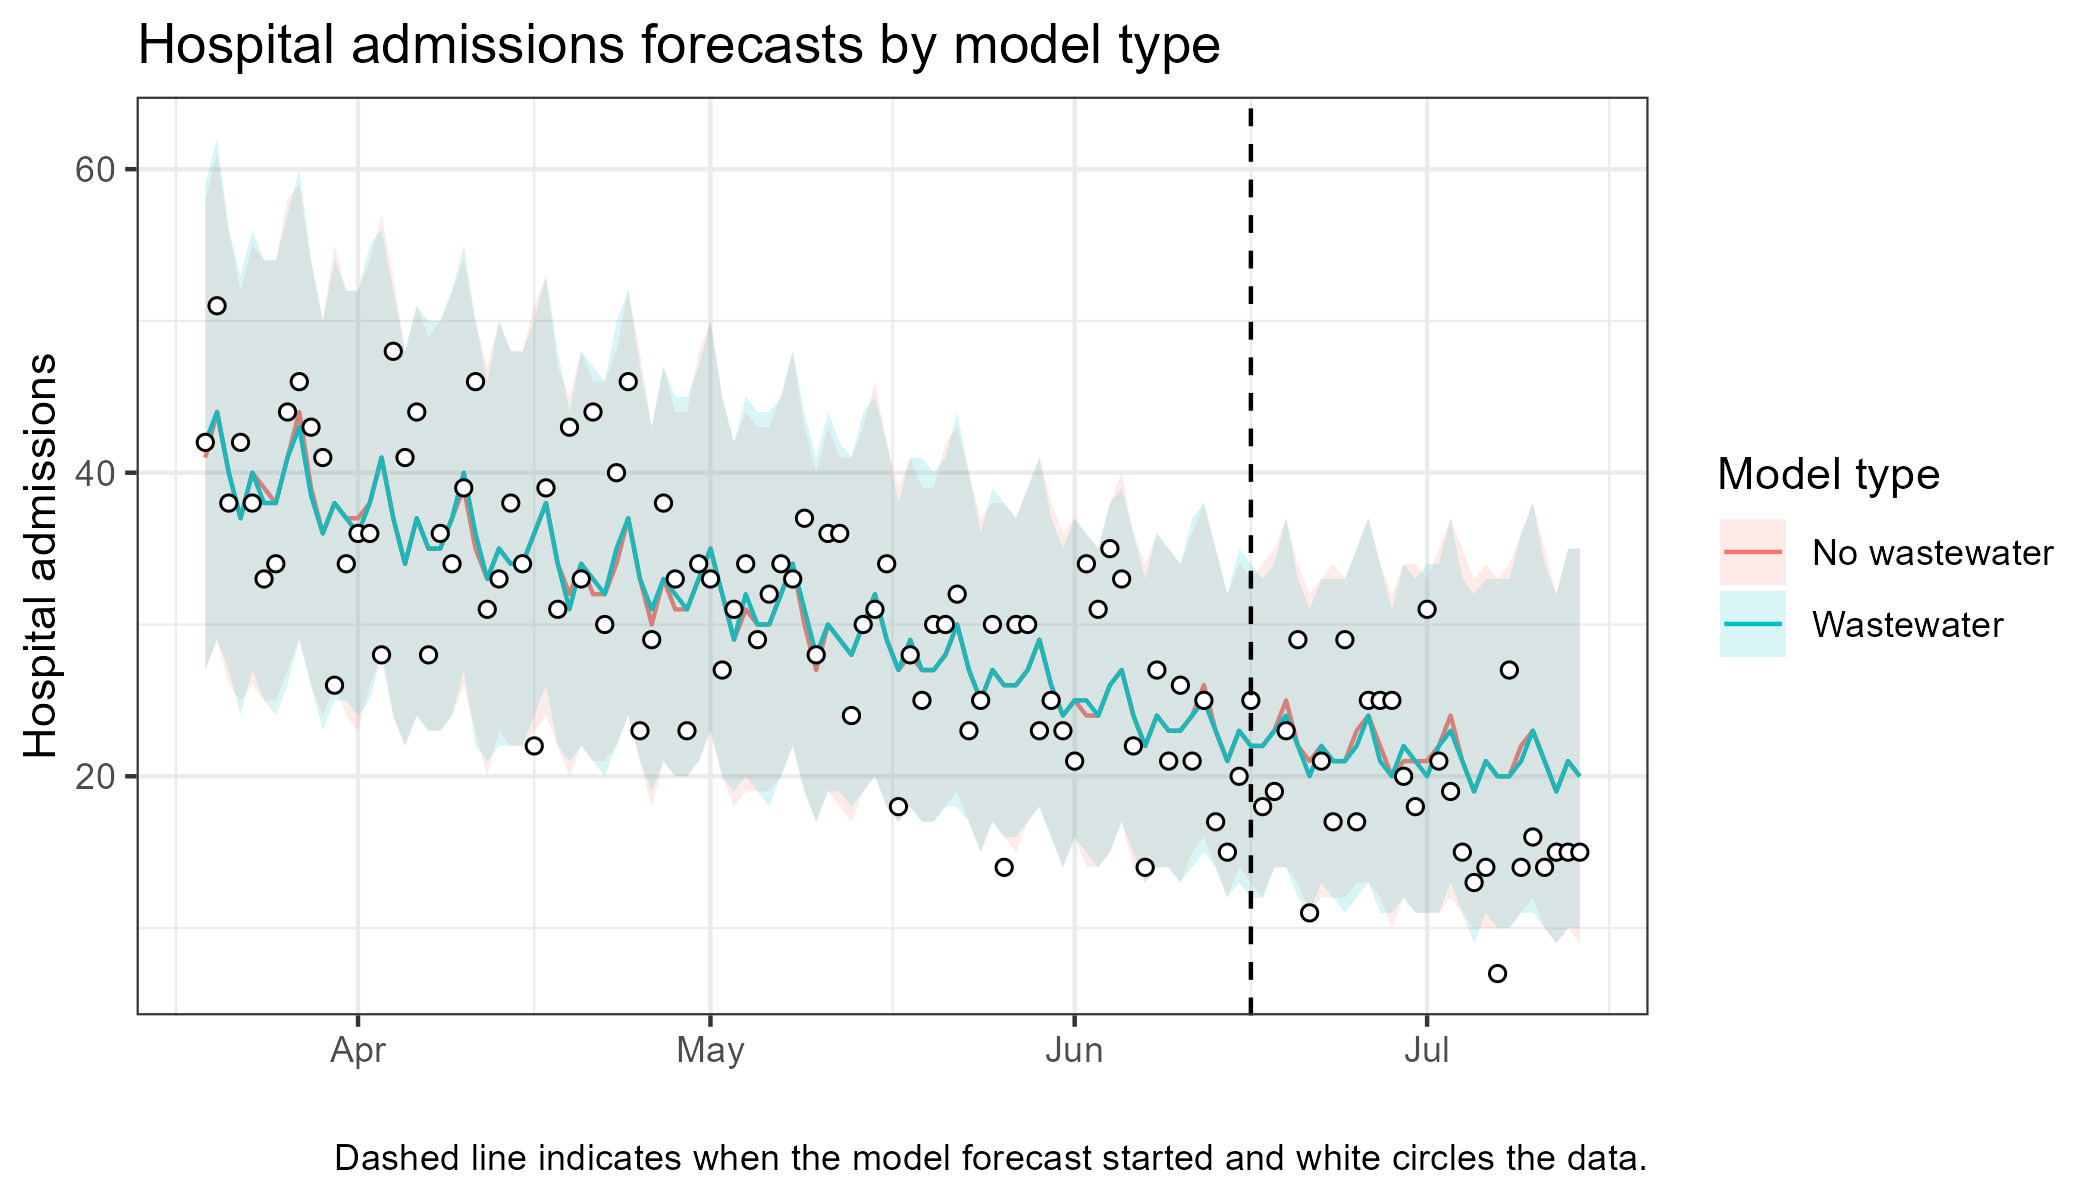 Hospital admissions forecasts by model type
Hospital admissions
60
40
20
Apr
May
Jun
Jul
Model type
No wastewater
Wastewater
Dashed line indicates when the model forecast started and white circles the data.